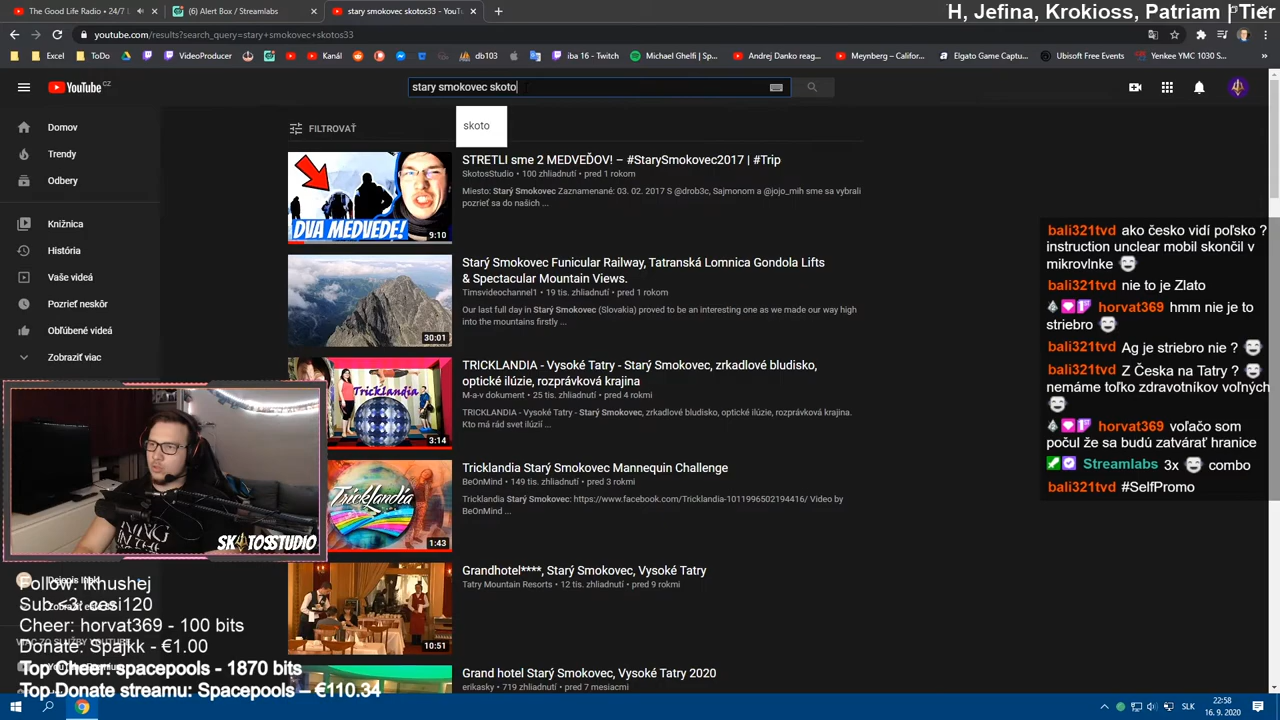 The Good Life Radio • 24/7 L
(6) Alert Box / Streamlabs
stary smokovec skotos33 - YouTu
H, Jefina, Krokioss, Patriam | Tier
youtube.com/results?search_query=stary+smokovec+skotos33
Excel
ToDo
VideoProducer
Kanál
db103
iba 16 - Twitch
Michael Ghelfi | Sp...
Andrej Danko reag...
Meynberg – Califor...
Elgato Game Captu...
Ubisoft Free Events
Yenkee YMC 1030 S...
YouTube CZ
stary smokovec skoto
skoto
FILTROVAŤ
Domov
Trendy
Odbery
Knižnica
História
Vaše videá
Pozrieť neskôr
Obľúbené videá
Zobraziť viac
DVA MEDVEDE!
9:10
STRETLI sme 2 MEDVEĎOV! – #StarySmokovec2017 | #Trip
SkotosStudio • 100 zhliadnutí • pred 1 rokom
Miesto: Starý Smokovec Zaznamenané: 03. 02. 2017 S @drob3c, Sajmonom a @jojo_mih sme sa vybrali
pozrieť sa do našich ...
30:01
Starý Smokovec Funicular Railway, Tatranská Lomnica Gondola Lifts
& Spectacular Mountain Views.
Timsvideochannel1 • 19 tis. zhliadnutí • pred 1 rokom
Our last full day in Starý Smokovec (Slovakia) proved to be an interesting one as we made our way high
into the mountains firstly ...
Tricklandia
3:14
TRICKLANDIA - Vysoké Tatry - Starý Smokovec, zrkadlové bludisko,
optické ilúzie, rozprávková krajina
M-a-v dokument • 25 tis. zhliadnutí • pred 4 rokmi
TRICKLANDIA - Vysoké Tatry - Starý Smokovec, zrkadlové bludisko, optické ilúzie, rozprávková krajina.
Kto má rád svet ilúzií ...
Tricklandia
1:43
Tricklandia Starý Smokovec Mannequin Challenge
BeOnMind • 149 tis. zhliadnutí • pred 3 rokmi
Tricklandia Starý Smokovec: https://www.facebook.com/Tricklandia-1011996502194416/ Video by
BeOnMind ...
10:51
Grandhotel****, Starý Smokovec, Vysoké Tatry
Tatry Mountain Resorts • 12 tis. zhliadnutí • pred 9 rokmi
Grand hotel Starý Smokovec, Vysoké Tatry 2020
erikasky • 719 zhliadnutí • pred 7 mesiacmi
bali321tvd ako česko vidí poľsko ?
instruction unclear mobil skončil v
mikrovlnke
bali321tvd nie to je Zlato
horvat369 hmm nie je to
striebro
bali321tvd Ag je striebro nie ?
bali321tvd Z Česka na Tatry ?
nemáme toľko zdravotníkov voľných
horvat369 voľačo som
počul že sa budú zatvárať hranice
Streamlabs 3x combo
bali321tvd #SelfPromo
SKOTOSSTUDIO
Follow: lkhushej
Cheer: horvat369 - 100 bits
Donate: Spajkk - €1.00
Top Cheer: spacepools - 1870 bits
Top Donate streamu: Spacepools – €110.34
SLK
22:58
16. 9. 2020